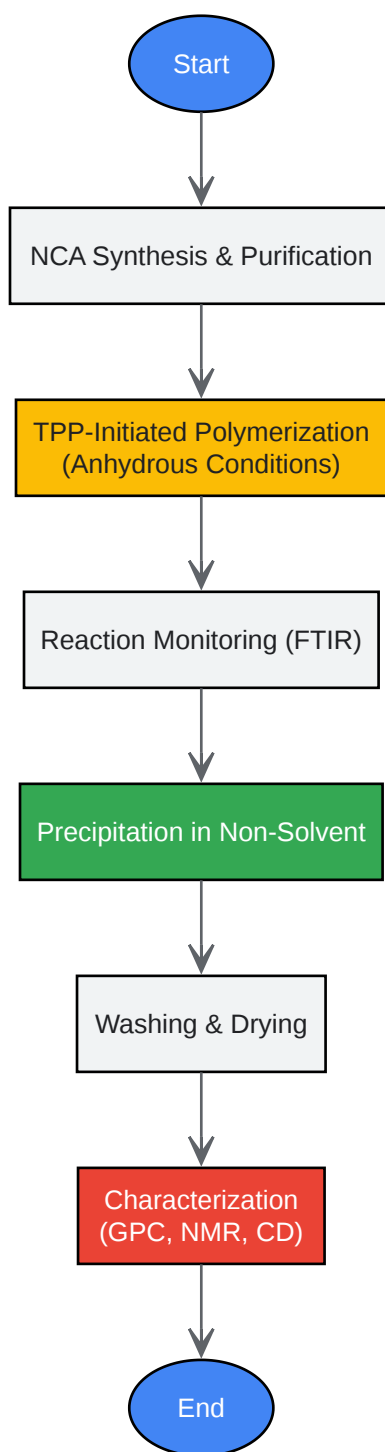 Start
NCA Synthesis & Purification
TPP-Initiated Polymerization
(Anhydrous Conditions)
Reaction Monitoring (FTIR)
Precipitation in Non-Solvent
Washing & Drying
Characterization
(GPC, NMR, CD)
End